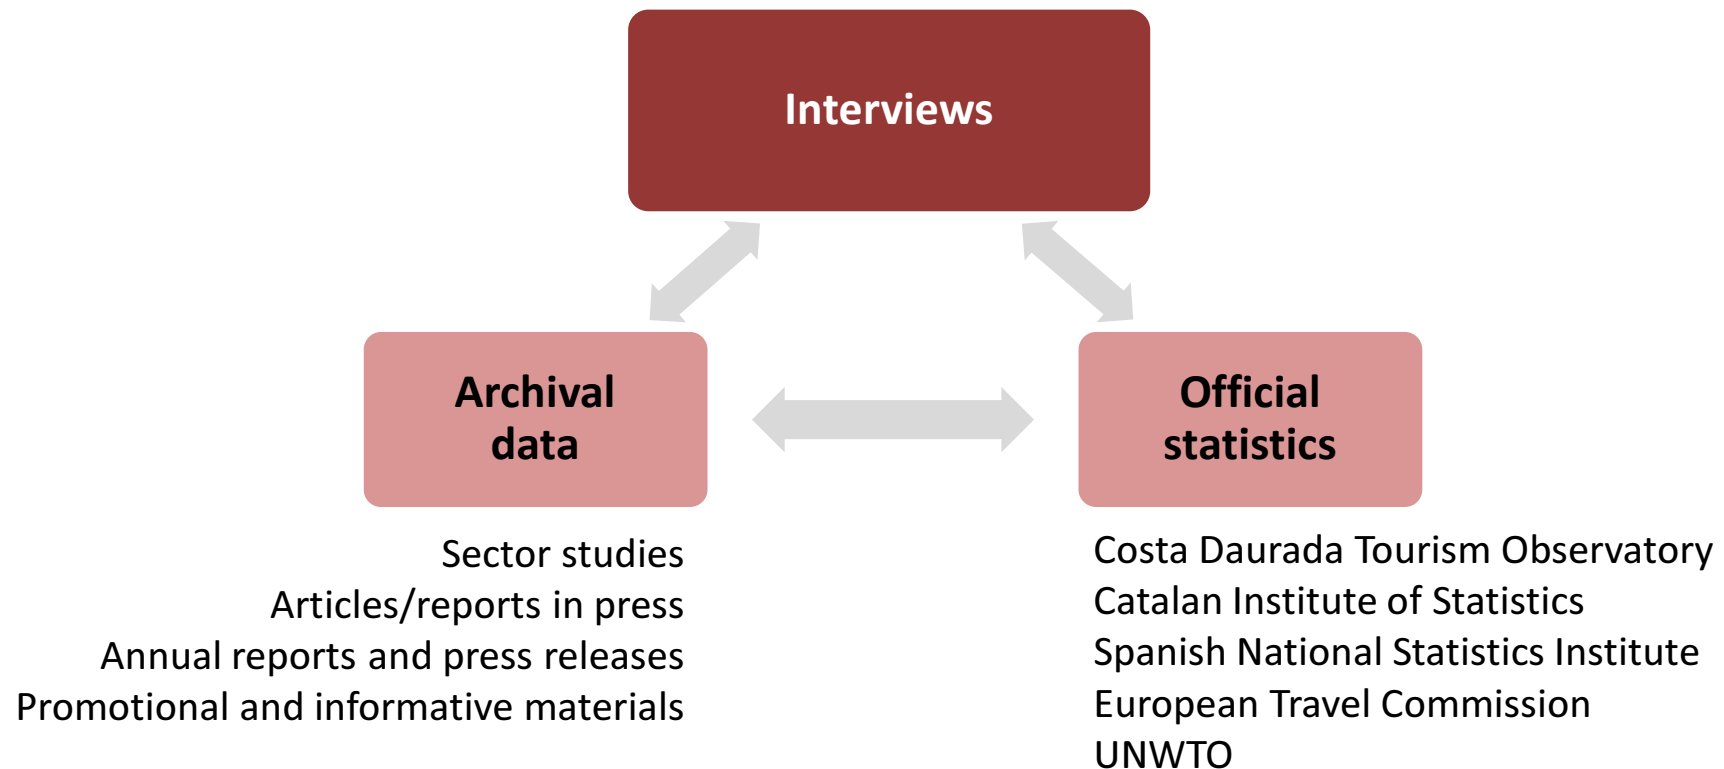 Interviews
Archival
data
Official
statistics
Sector studies
Articles/reports in press
Annual reports and press releases
Promotional and informative materials
Costa Daurada Tourism Observatory
Catalan Institute of Statistics
Spanish National Statistics Institute
European Travel Commission
UNWTO